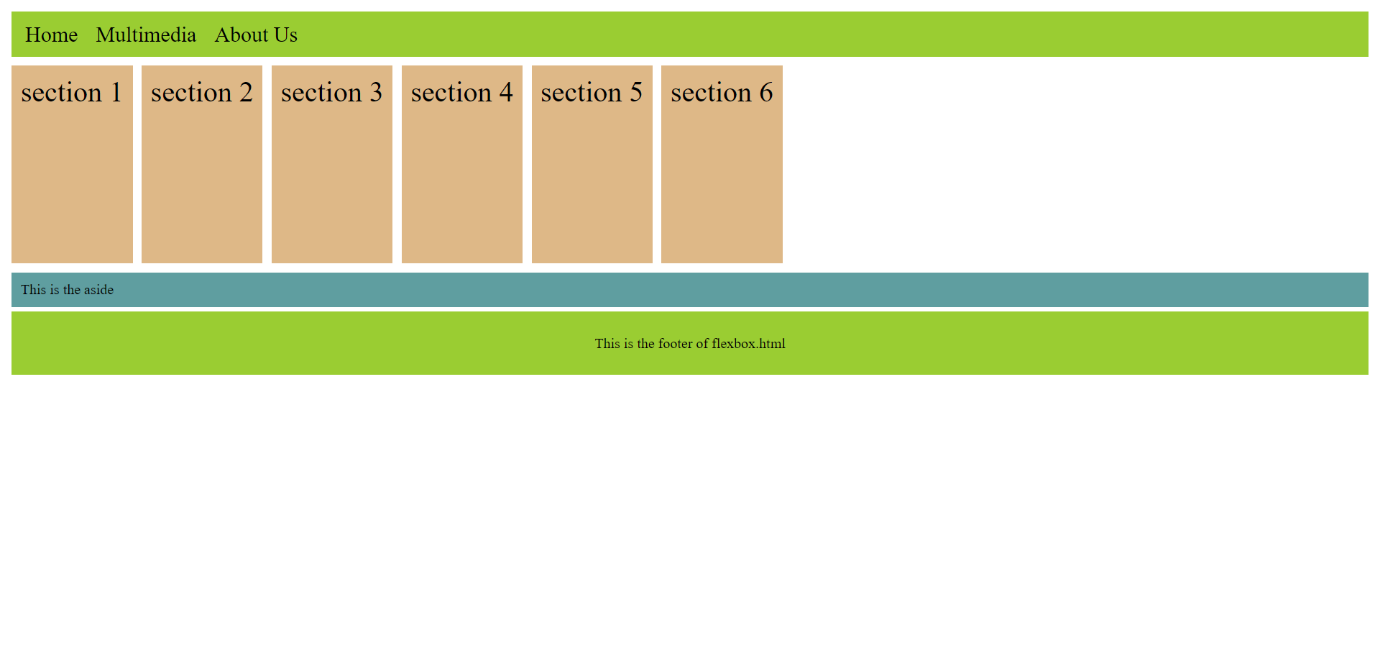 Home Multimedia About Us
section 1 section 2 section 3 section 4 section 5 section 6
This is the aside
This is the footer of flexbox.html